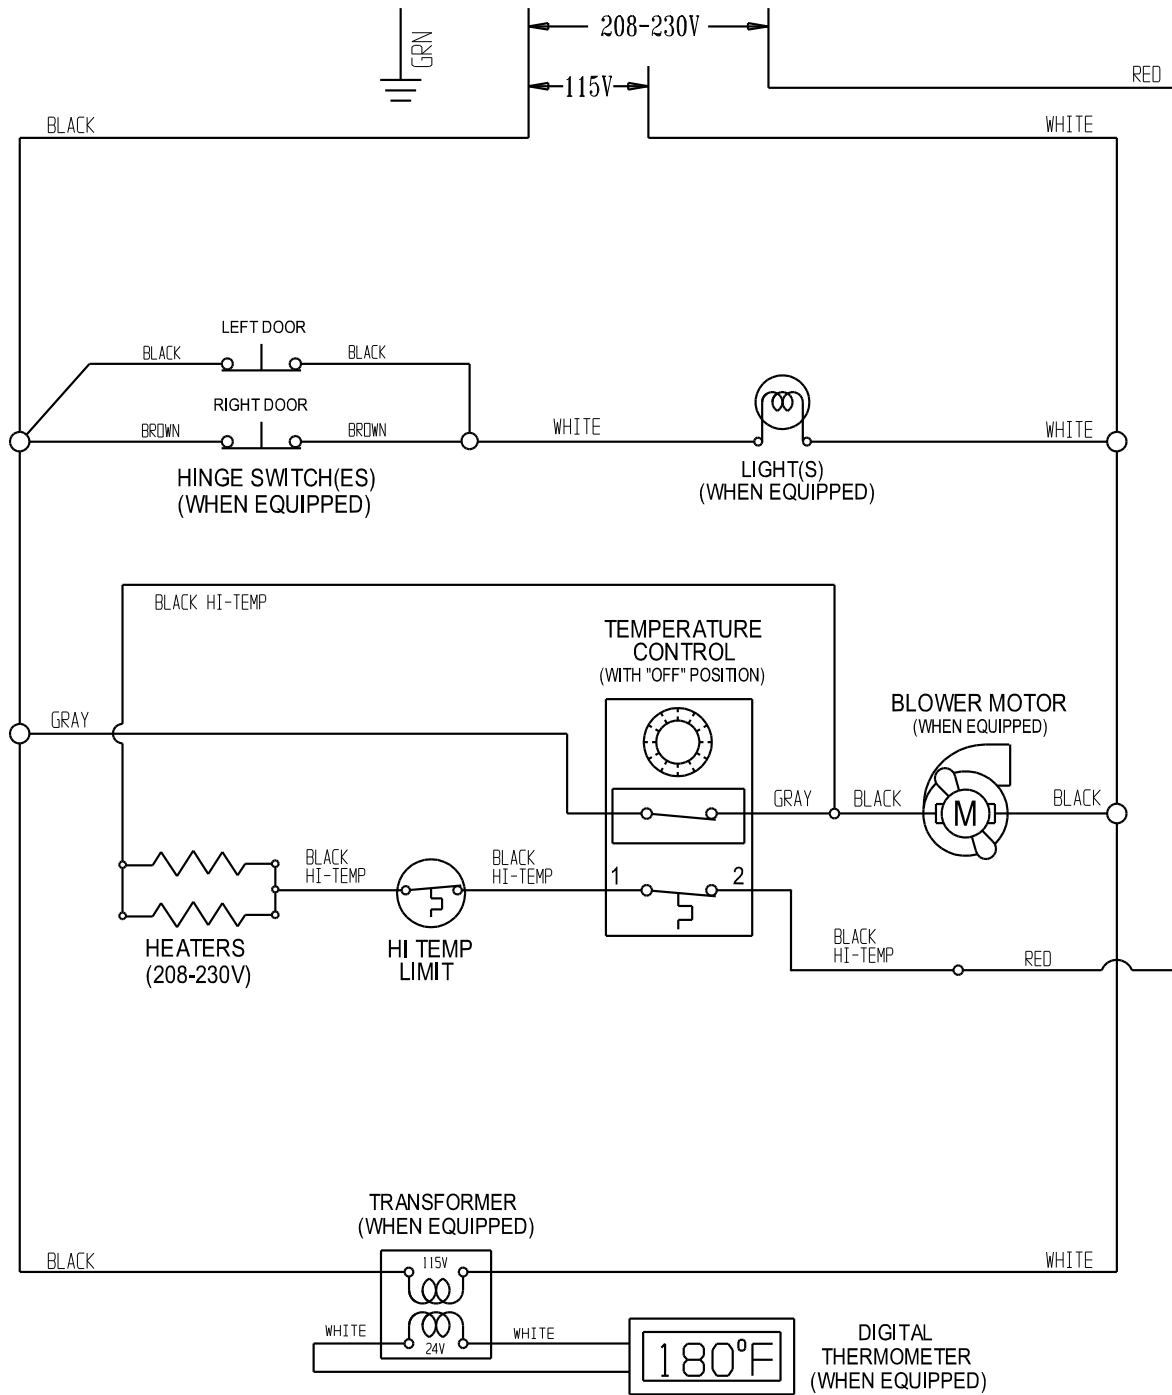 GRN
208-230V
115V
RED
BLACK
WHITE
LEFT DOOR
BLACK
BLACK
RIGHT DOOR
BROWN
BROWN
WHITE
WHITE
HINGE SWITCH(ES)
(WHEN EQUIPPED)
LIGHT(S)
(WHEN EQUIPPED)
BLACK HI-TEMP
TEMPERATURE
CONTROL
(WITH "OFF" POSITION)
BLOWER MOTOR
(WHEN EQUIPPED)
GRAY
GRAY
BLACK
M
BLACK
BLACK
HI-TEMP
BLACK
HI-TEMP
1
2
HEATERS
(208-230V)
HI TEMP
LIMIT
BLACK
HI-TEMP
RED
TRANSFORMER
(WHEN EQUIPPED)
BLACK
115V
WHITE
WHITE
24V
WHITE
180°F
DIGITAL
THERMOMETER
(WHEN EQUIPPED)